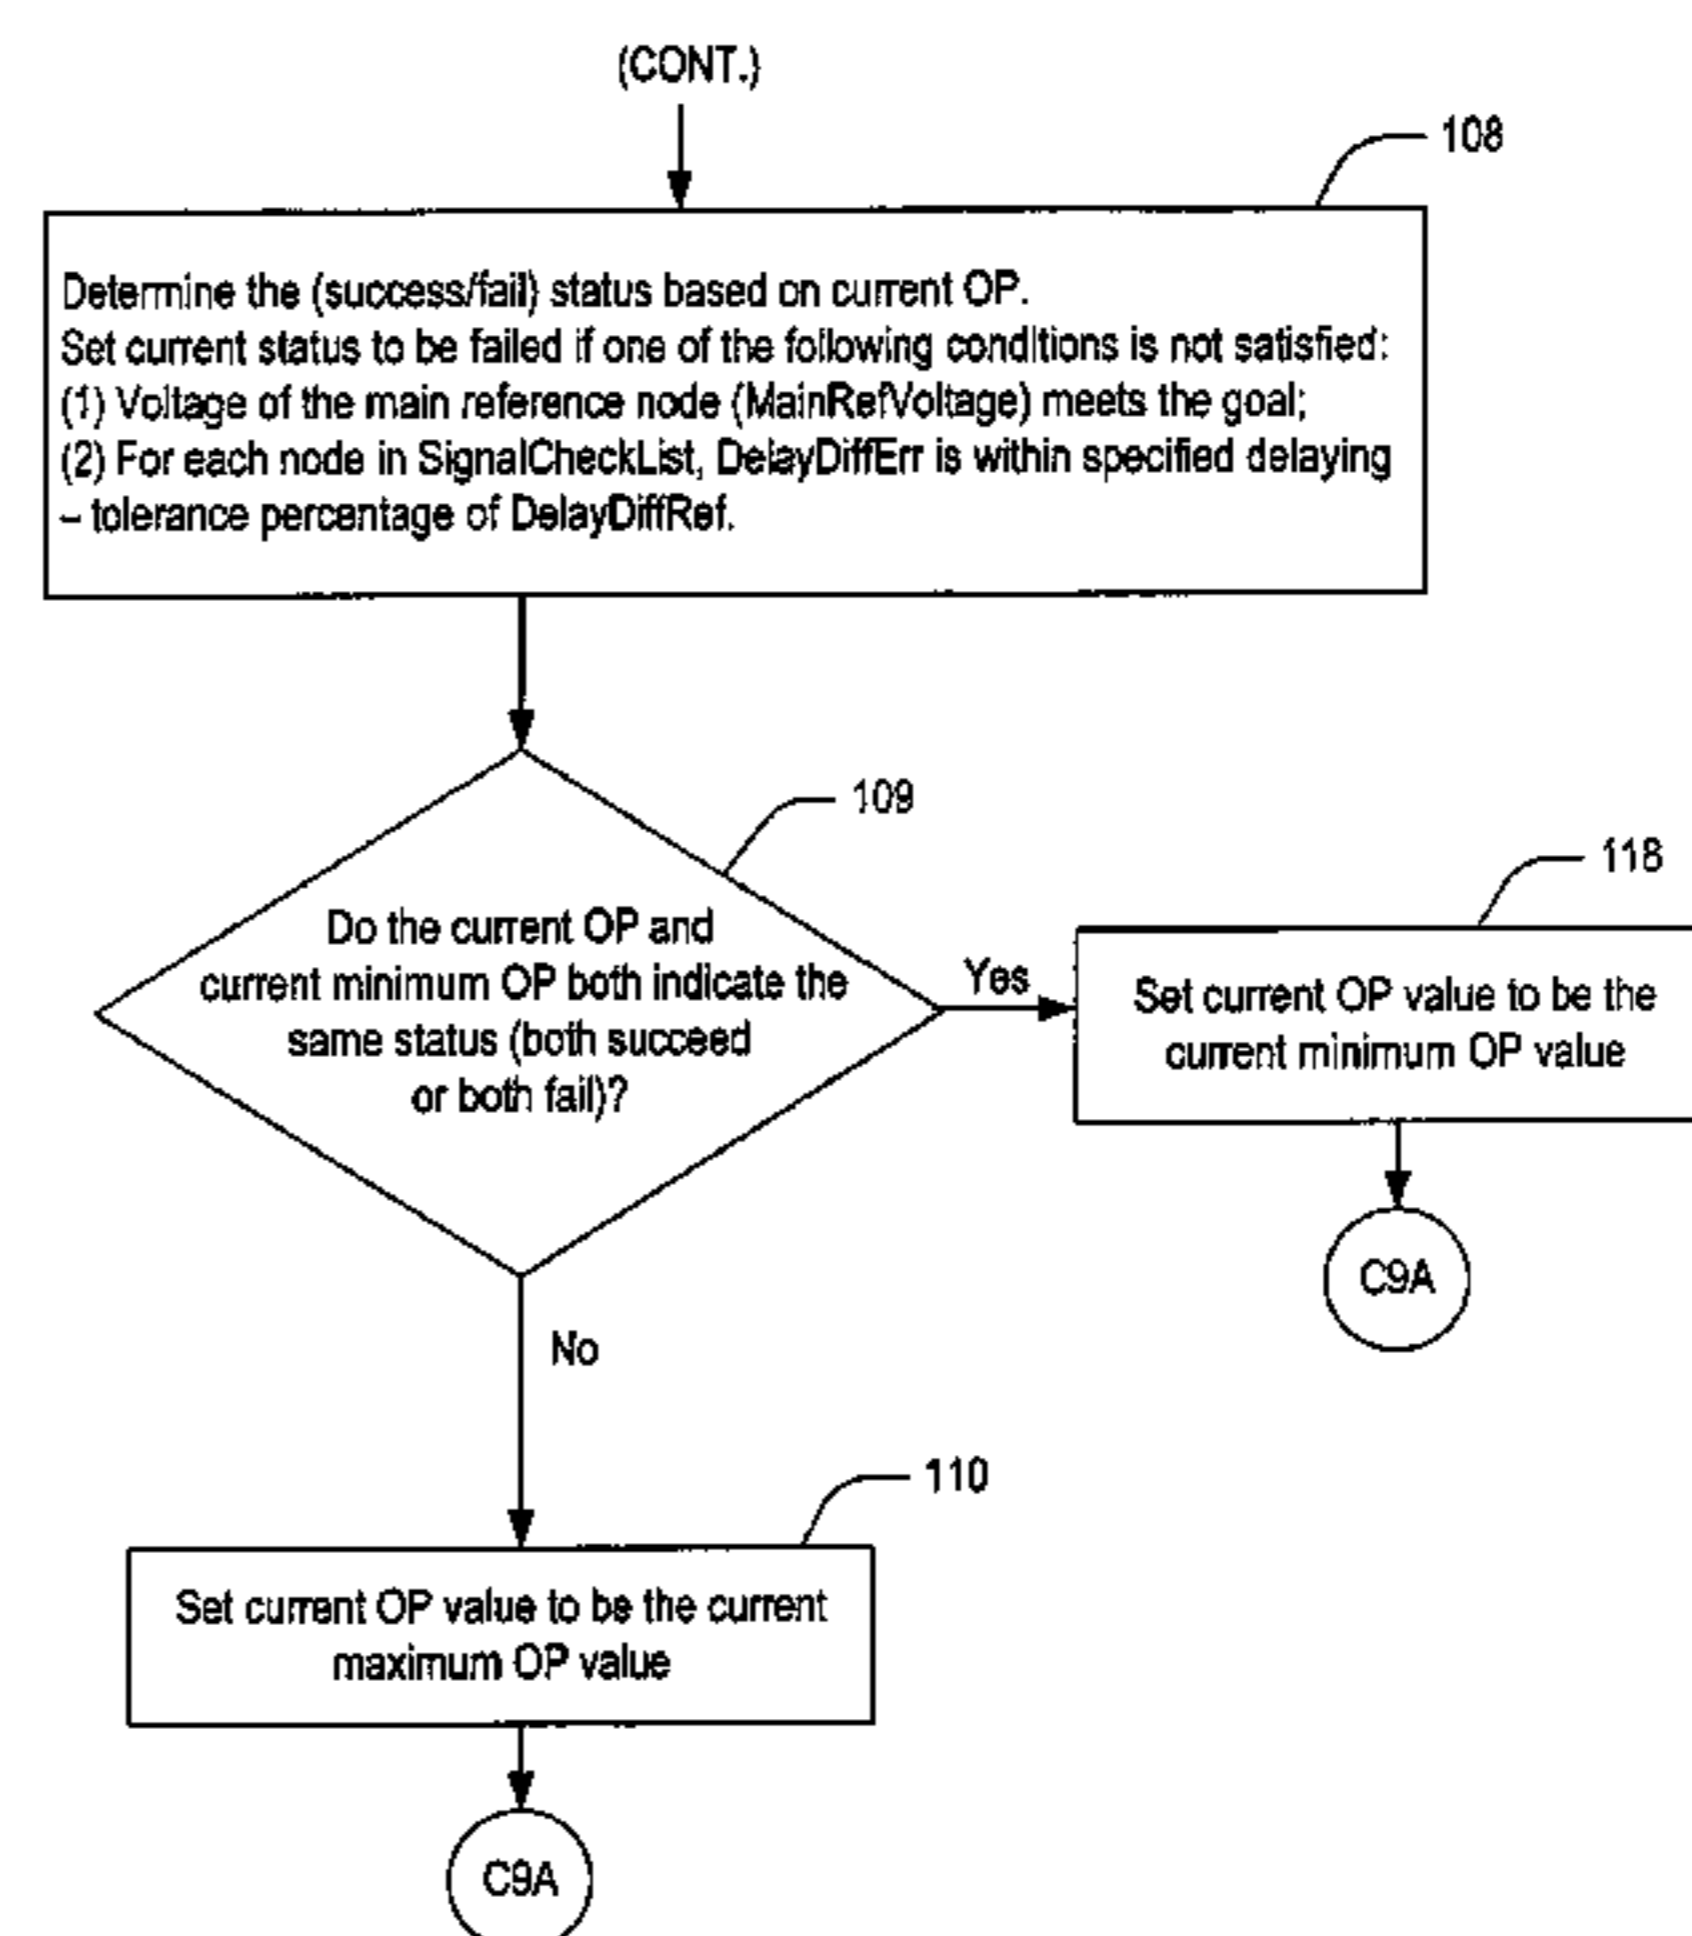 (CONT.)
108
Determine the (success/fail) status based on current OP.
Set current status to be failed if one of the following conditions is not satisfied:
(1) Voltage of the main reference node (MainRefVoltage) meets the goal;
(2) For each node in SignalCheckList, DelayDiffErr is within specified delaying
– tolerance percentage of DelayDiffRef.
109
Do the current OP and
current minimum OP both indicate the
same status (both succeed
or both fail)?
Yes
118
Set current OP value to be the
current minimum OP value
C9A
No
110
Set current OP value to be the current
maximum OP value
C9A